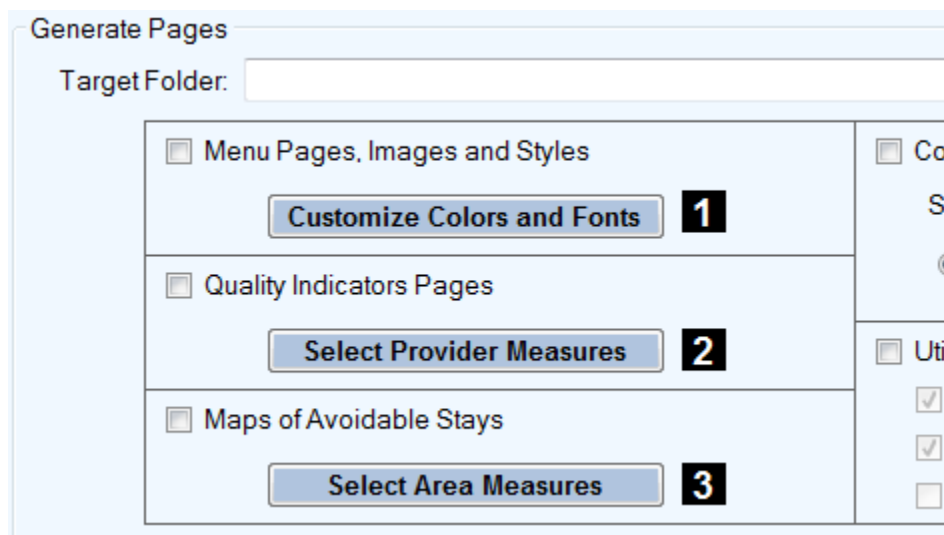 Generate Pages
Target Folder:
Menu Pages, Images and Styles
Customize Colors and Fonts 1
Quality Indicators Pages
Select Provider Measures 2
Maps of Avoidable Stays
Select Area Measures 3